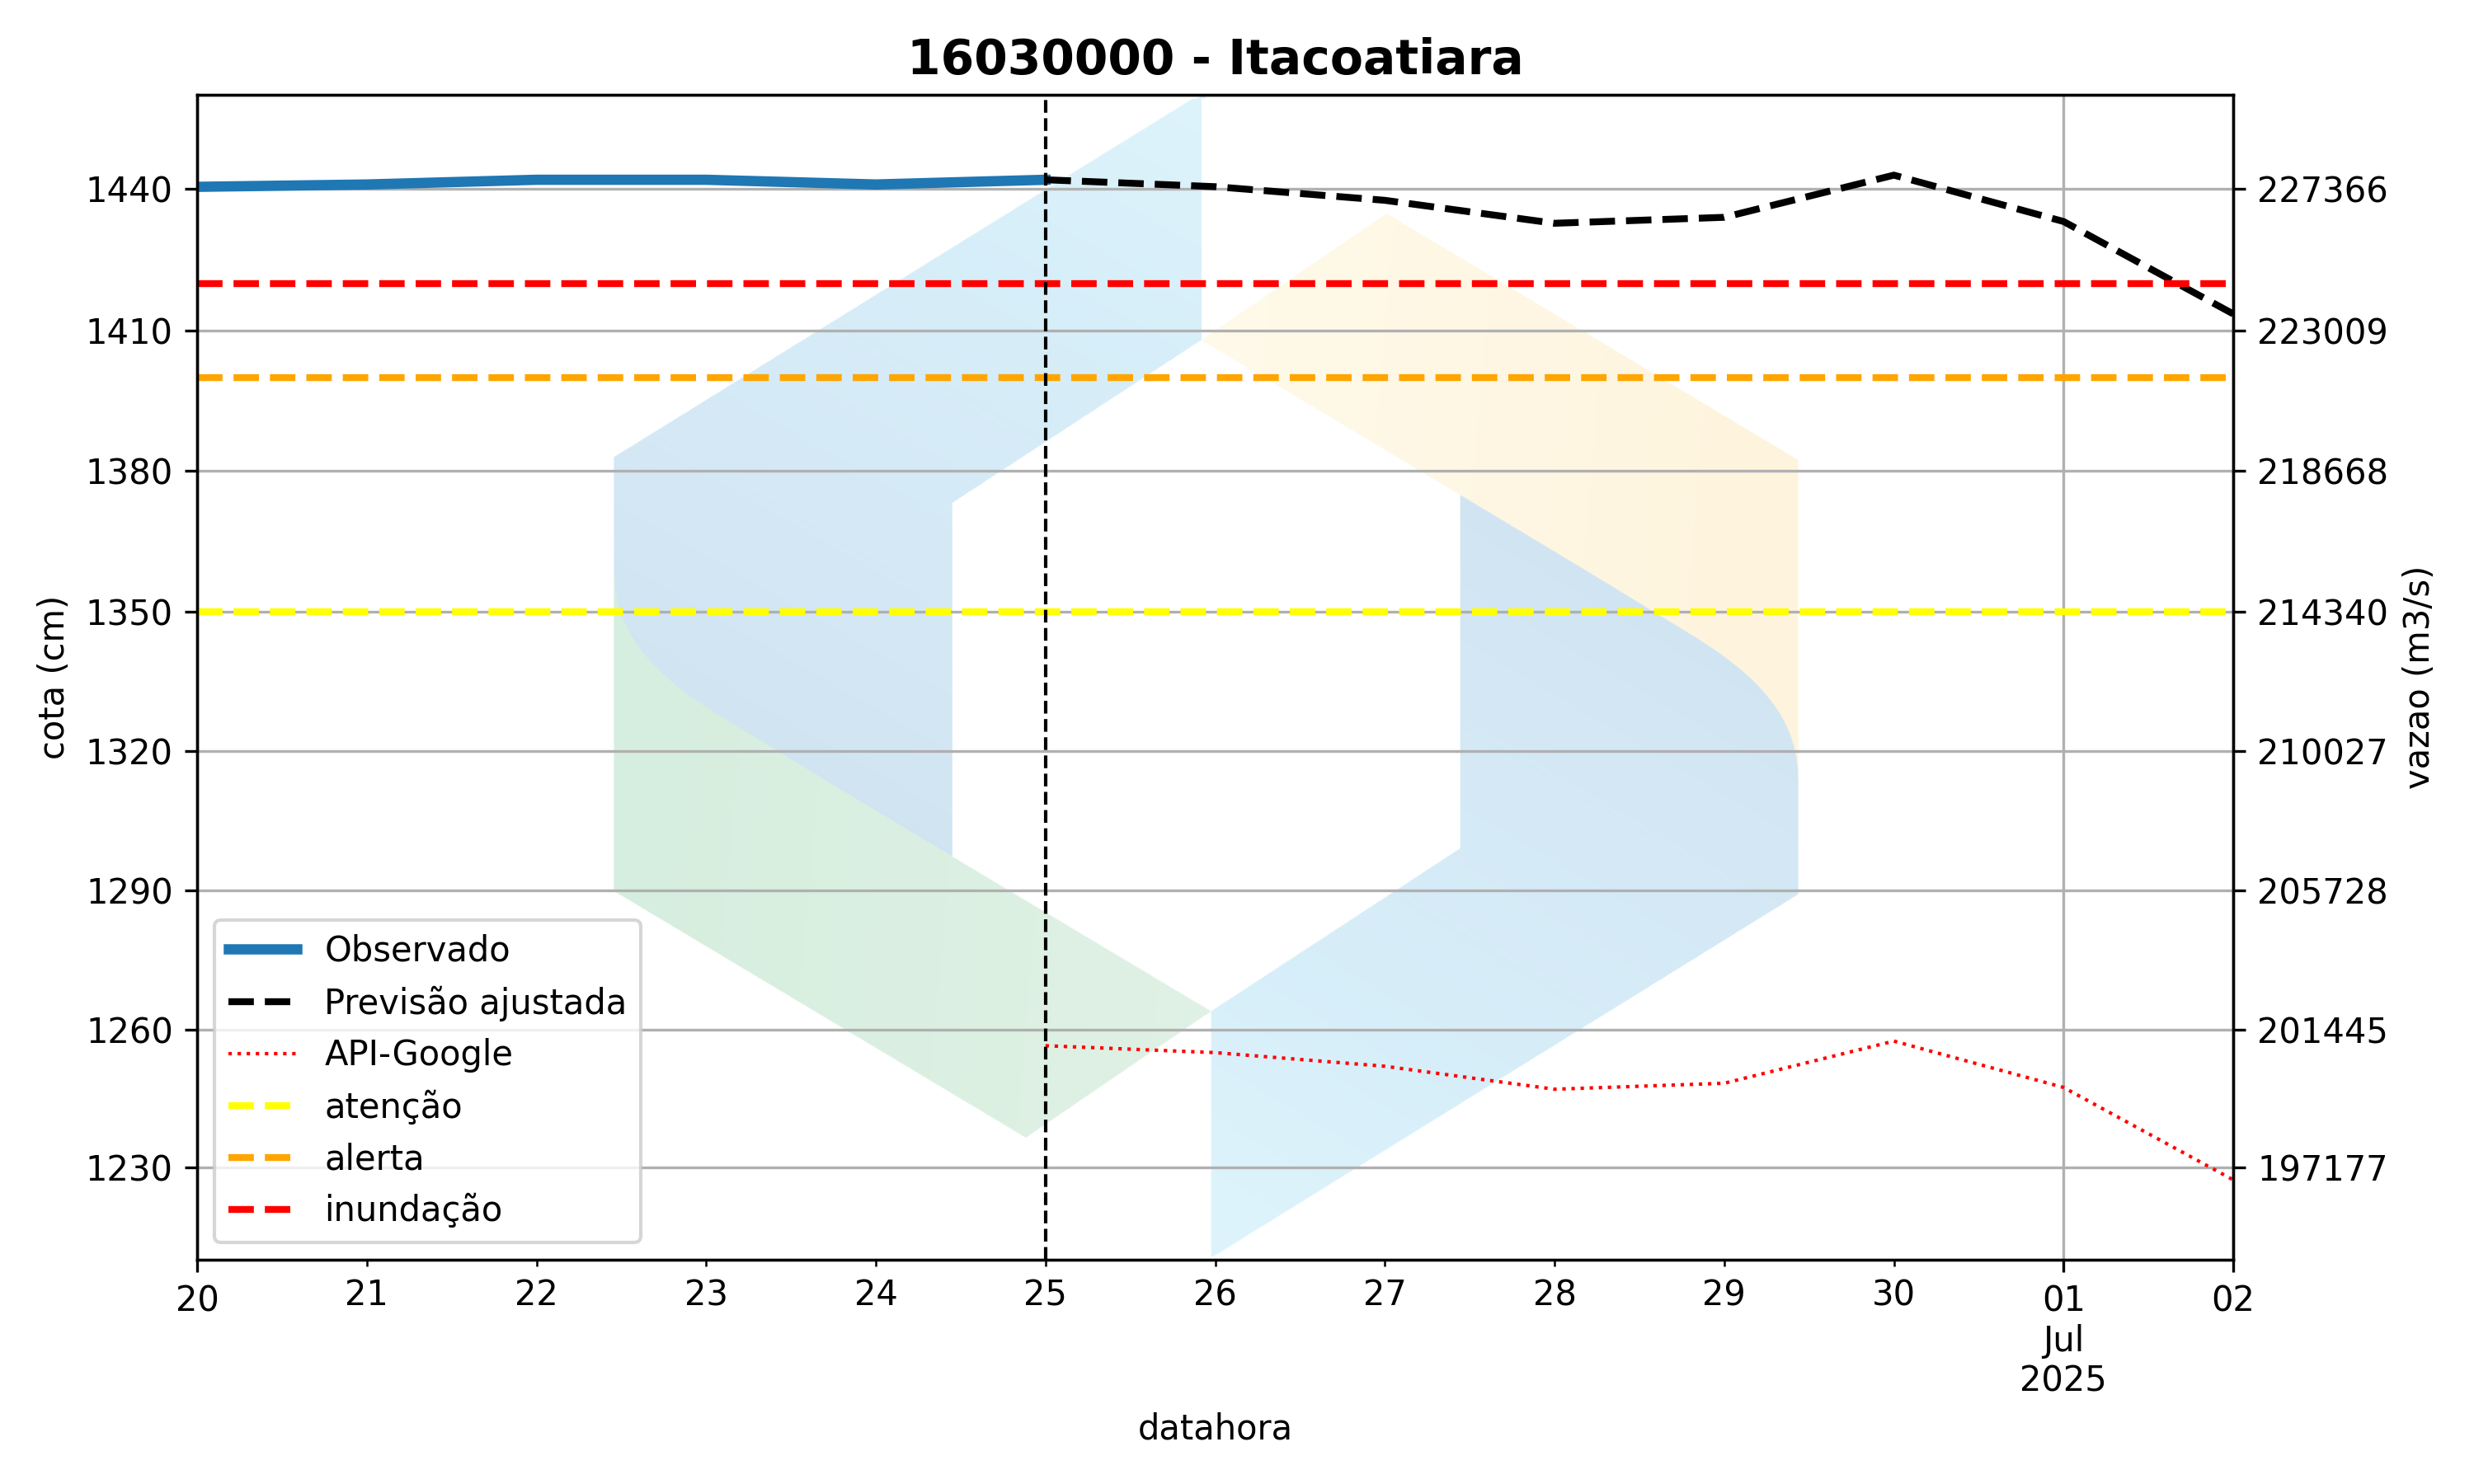 16030000 - Itacoatiara
1440
1410
1380
1350
1320
1290
1260
1230
cota (cm)
227366
223009
218668
214340
210027
205728
201445
197177
vazao (m3/s)
Observado
Previsão ajustada
API-Google
atenção
alerta
inundação
20 21 22 23 24 25 26 27 28 29 30 01 02
Jul
2025
datahora